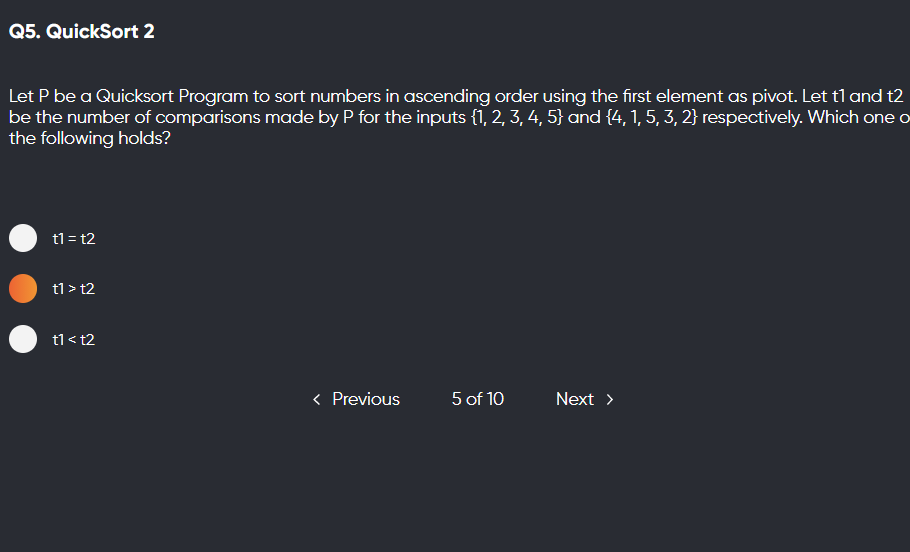 Q5. QuickSort 2
Let P be a Quicksort Program to sort numbers in ascending order using the first element as pivot. Let t1 and t2
be the number of comparisons made by P for the inputs {1, 2, 3, 4, 5} and {4, 1, 5, 3, 2} respectively. Which one o
the following holds?
t1 = t2
t1 > t2
t1 < t2
< Previous 5 of 10 Next >